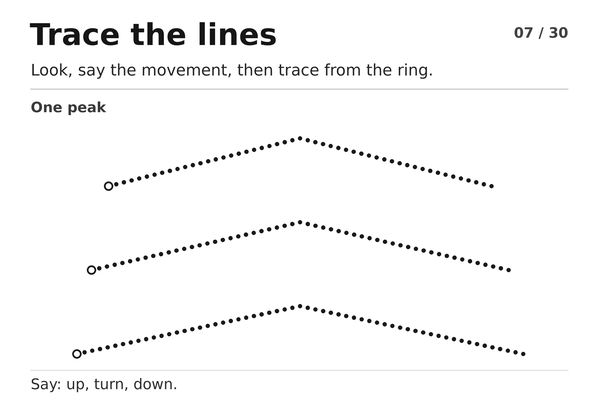 Trace the lines
07 / 30
Look, say the movement, then trace from the ring.
One peak
Say: up, turn, down.